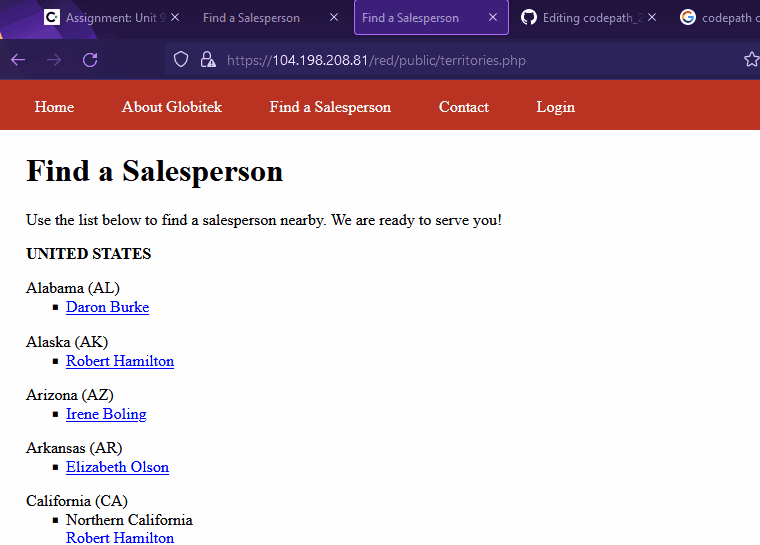 Assignment: Unit 9
Find a Salesperson
Find a Salesperson
Editing codepath_2
codepath c
https://104.198.208.81/red/public/territories.php
Home
About Globitek
Find a Salesperson
Contact
Login
Find a Salesperson
Use the list below to find a salesperson nearby. We are ready to serve you!
UNITED STATES
Alabama (AL)
Daron Burke
Alaska (AK)
Robert Hamilton
Arizona (AZ)
Irene Boling
Arkansas (AR)
Elizabeth Olson
California (CA)
Northern California
Robert Hamilton